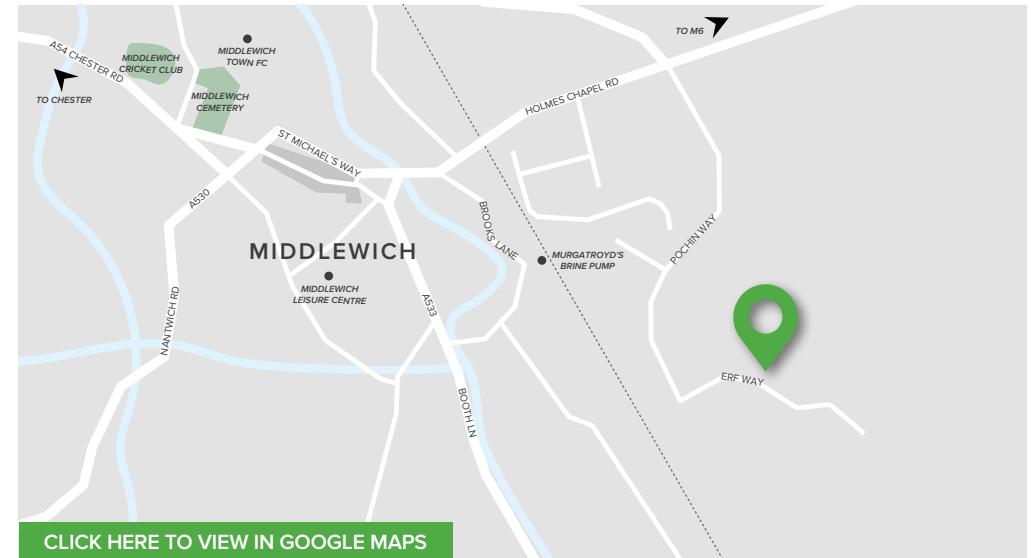 TO M6
A54 CHESTER RD
MIDDLEWICH
CRICKET CLUB
MIDDLEWICH
TOWN FC
TO CHESTER
MIDDLEWICH
CEMETERY
HOLMES CHAPEL RD
ST MICHAEL'S WAY
A530
BROOKS LANE
POCHIN WAY
MIDDLEWICH
MURGATROYD'S
BRINE PUMP
MIDDLEWICH
LEISURE CENTRE
A533
NANTWICH RD
ERF WAY
BOOTH LN
CLICK HERE TO VIEW IN GOOGLE MAPS